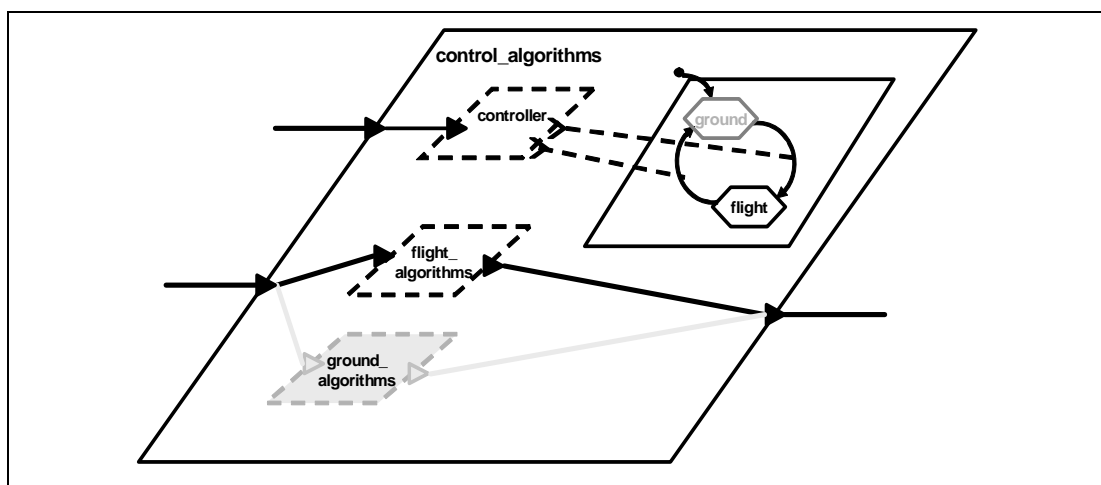 control_algorithms
controller
ground
flight
flight_
algorithms
ground_
algorithms